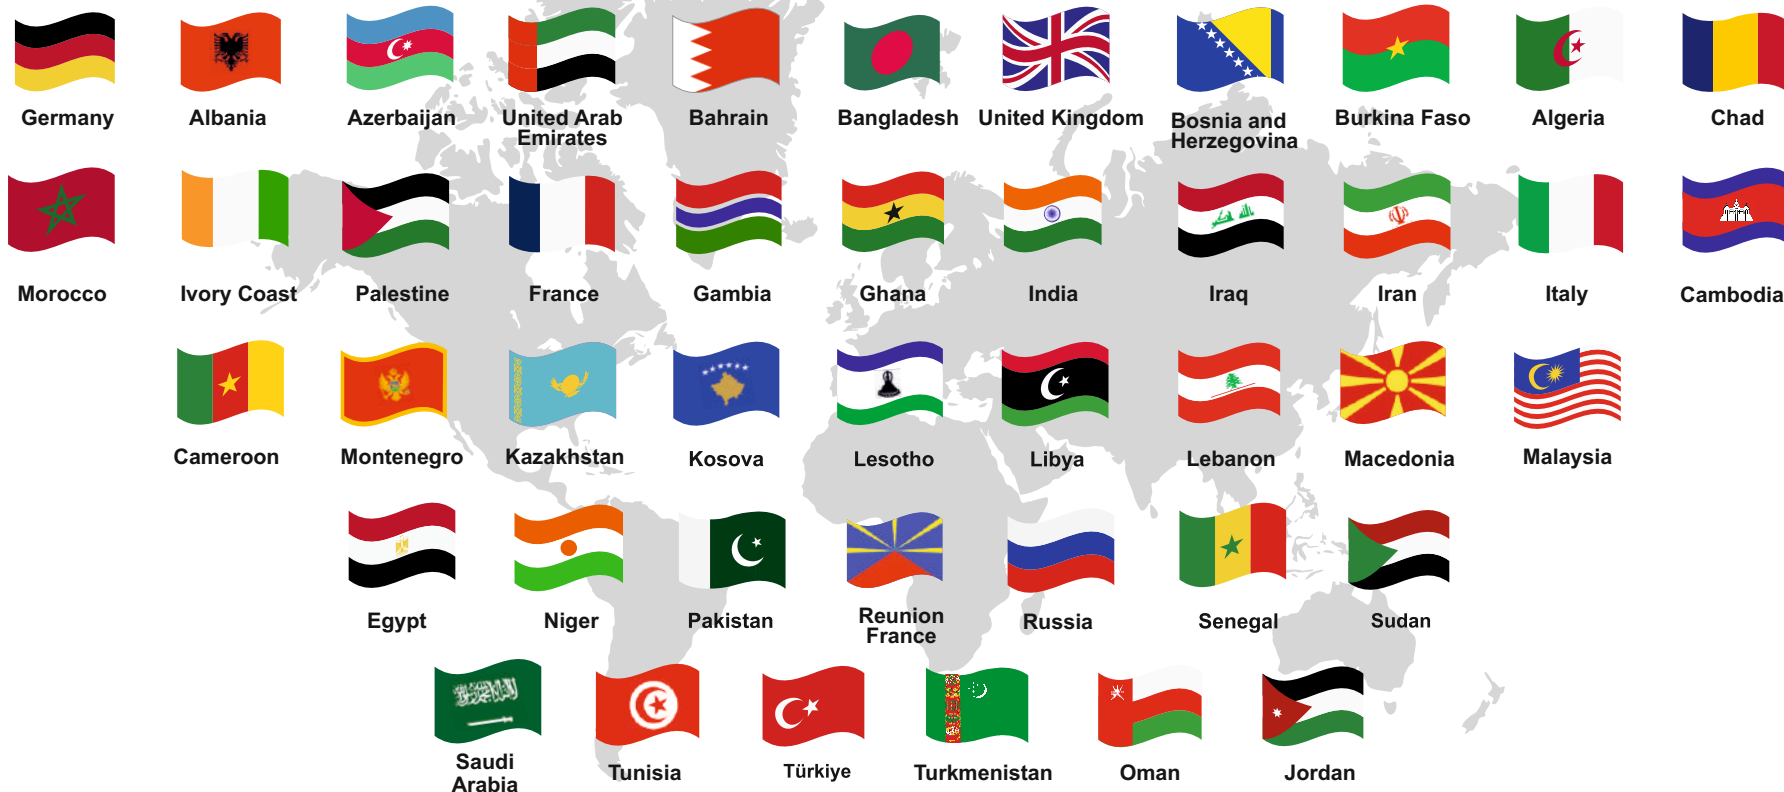 Germany
Albania
Azerbaijan
United Arab
Emirates
Bahrain
Bangladesh
United Kingdom
Bosnia and
Herzegovina
Burkina Faso
Algeria
Chad
Morocco
Ivory Coast
Palestine
France
Gambia
Ghana
India
Iraq
Iran
Italy
Cambodia
Cameroon
Montenegro
Kazakhstan
Kosova
Lesotho
Libya
Lebanon
Macedonia
Malaysia
Egypt
Niger
Pakistan
Reunion
France
Russia
Senegal
Sudan
Saudi
Arabia
Tunisia
Türkiye
Turkmenistan
Oman
Jordan